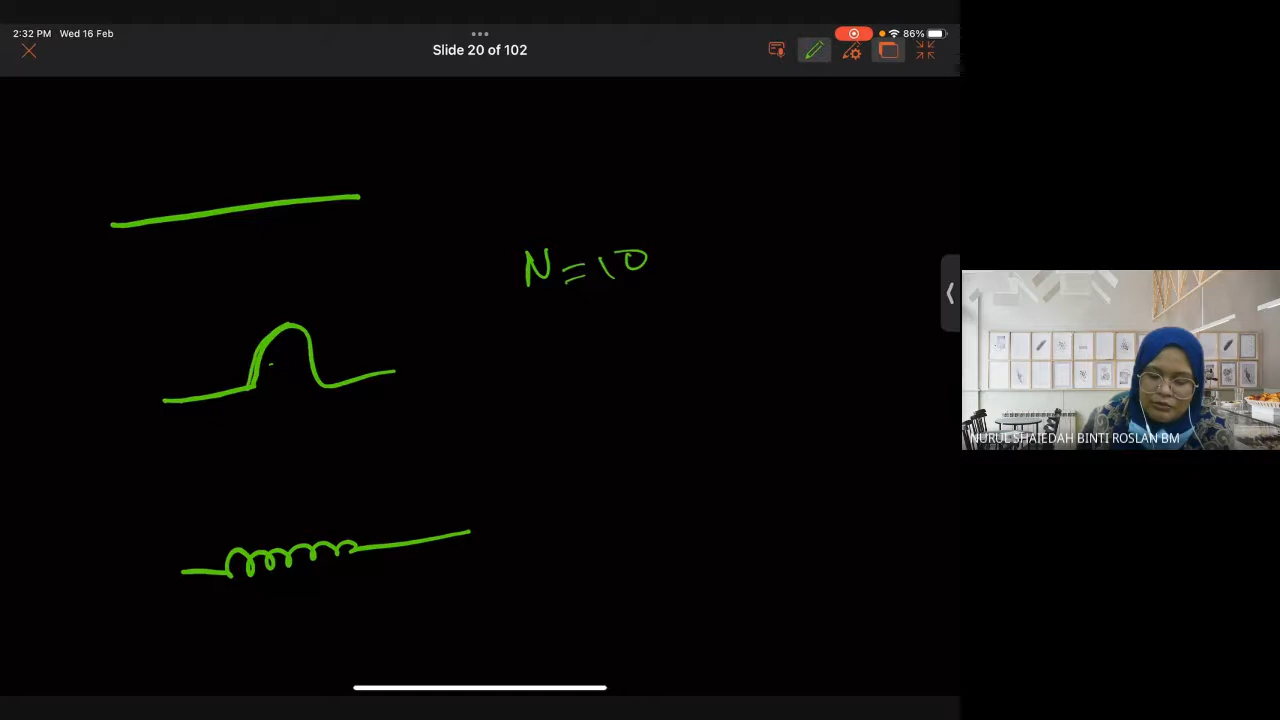 2:32 PM Wed 16 Feb
86%
Slide 20 of 102
N=10
NURUL SHAIEDAH BINTI ROSLAN BM